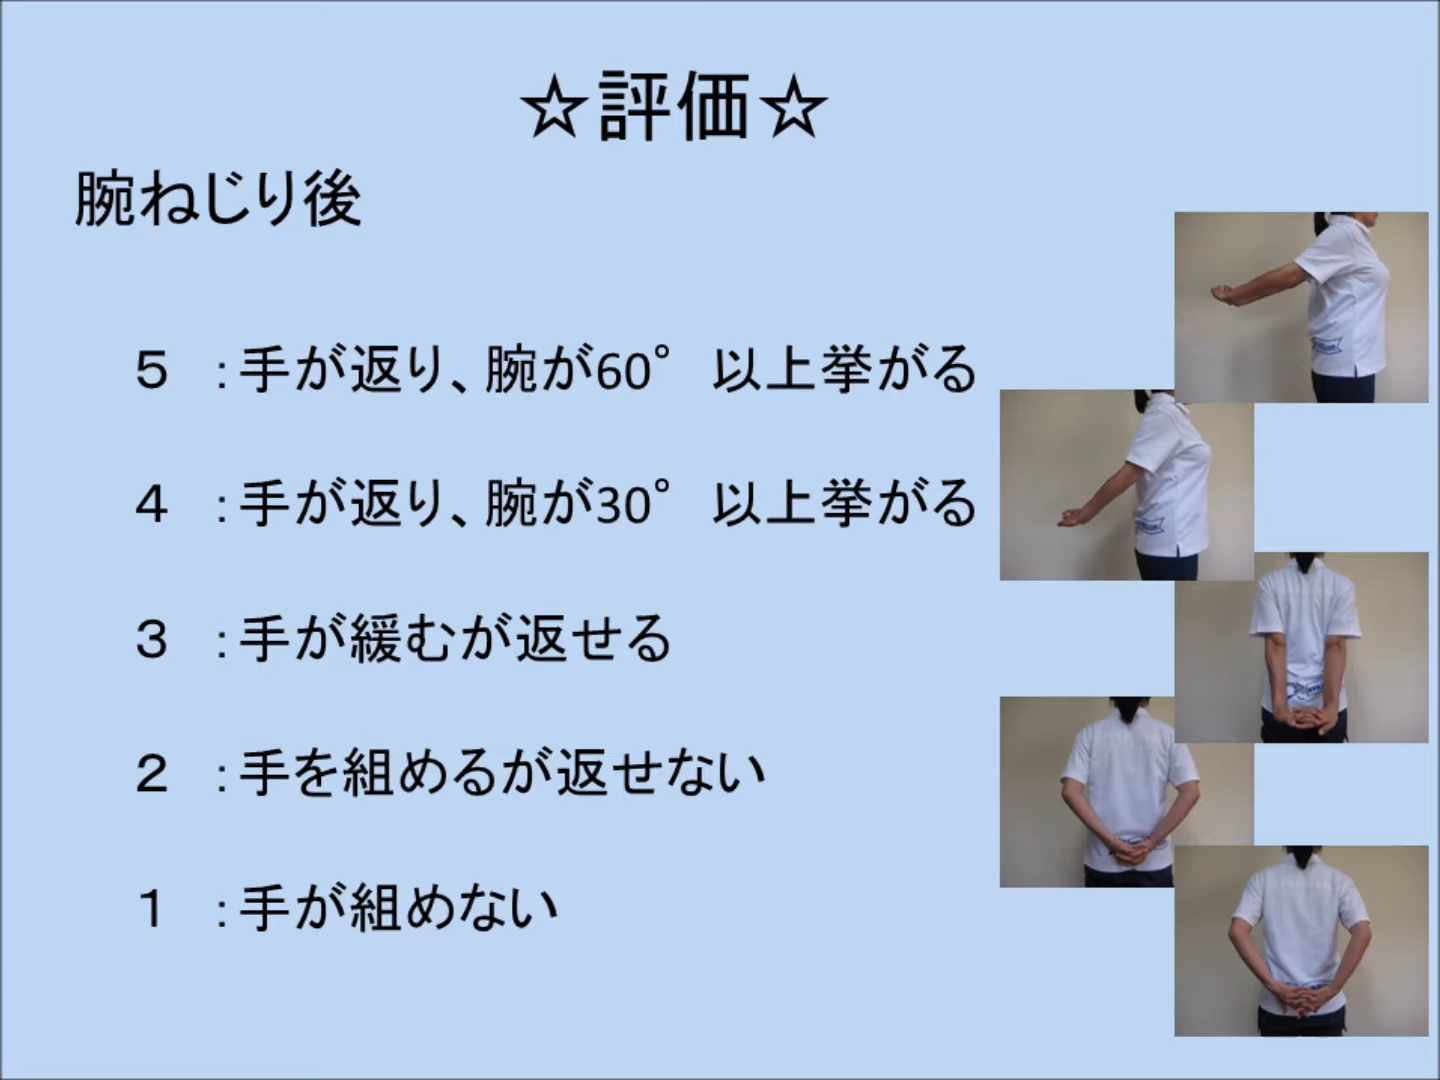 ☆評価☆
腕ねじり後
５　：手が返り、腕が60°　以上挙がる
４　：手が返り、腕が30°　以上挙がる
３　：手が緩むが返せる
２　：手を組めるが返せない
１　：手が組めない